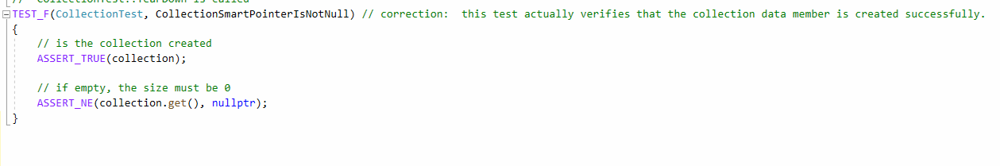 // CollectionTest::TearDown is called
TEST_F(CollectionTest, CollectionSmartPointerIsNotNull) // correction:  this test actually verifies that the collection data member is created successfully.
{
    // is the collection created
    ASSERT_TRUE(collection);

    // if empty, the size must be 0
    ASSERT_NE(collection.get(), nullptr);
}